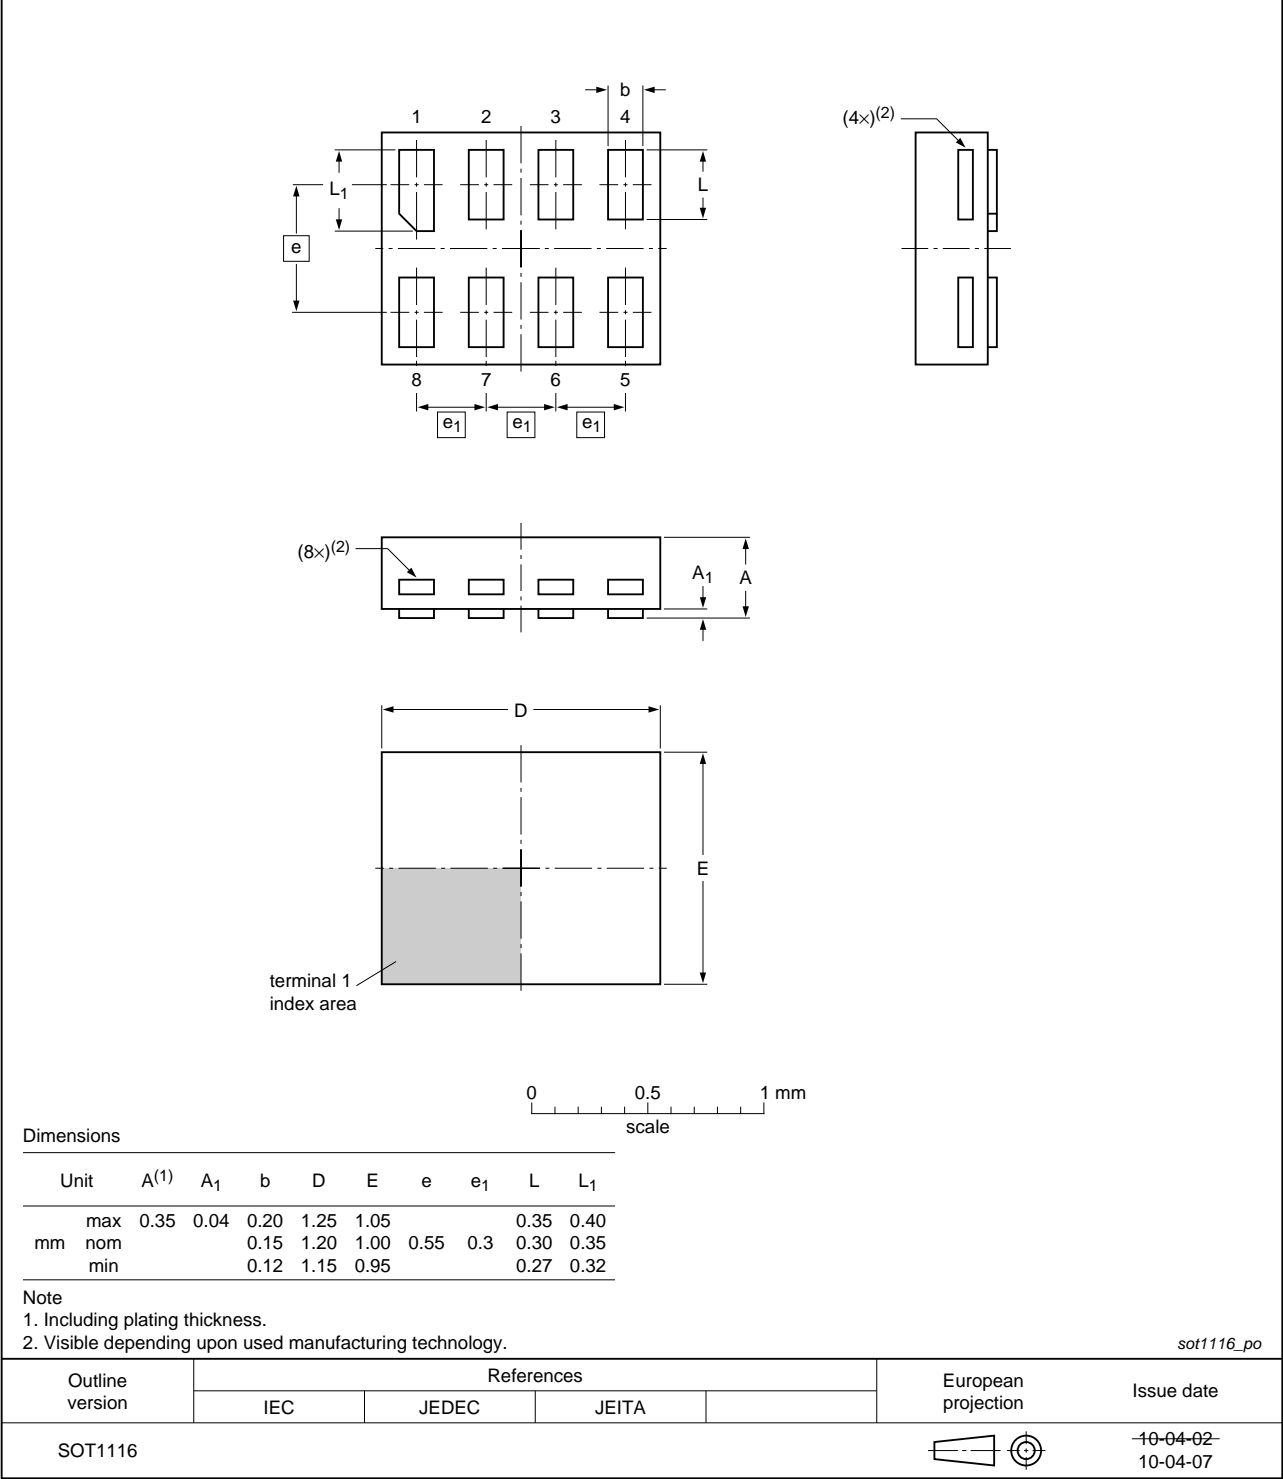 b
1 2 3 4
(4×)(2)
L1
L
e
8 7 6 5
e1 e1 e1
(8×)(2)
A1 A
D
E
terminal 1
index area
0 0.5 1 mm
scale
Dimensions
Unit A(1) A1 b D E e e1 L L1
max 0.35 0.04 0.20 1.25 1.05 0.35 0.40
mm nom 0.15 1.20 1.00 0.55 0.3 0.30 0.35
min 0.12 1.15 0.95 0.27 0.32
Note
1. Including plating thickness.
2. Visible depending upon used manufacturing technology.
sot1116_po
Outline
version
References
IEC JEDEC JEITA
European
projection
Issue date
SOT1116
10-04-02
10-04-07